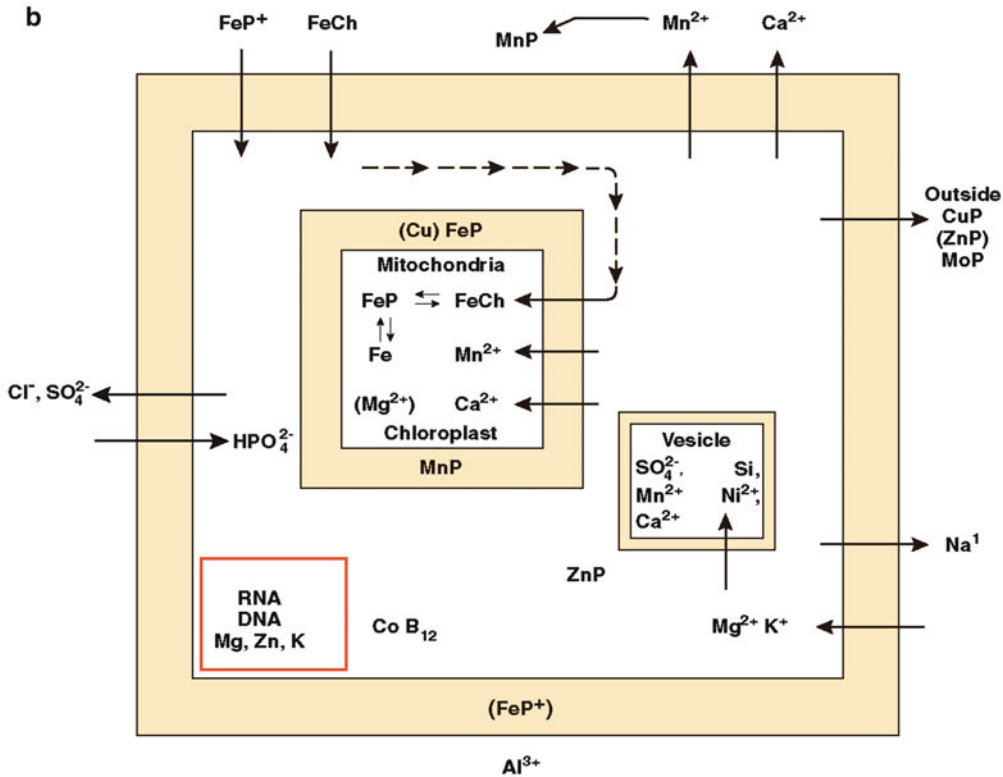 b
FeP⁺ FeCh MnP Mn²⁺ Ca²⁺
Outside
CuP
(ZnP)
MoP
(Cu) FeP
Mitochondria
FeP ⇌ FeCh
Fe Mn²⁺
(Mg²⁺) Ca²⁺
Chloroplast
MnP
Cl⁻, SO₄²⁻
HPO₄²⁻
Vesicle
SO₄²⁻, Si,
Mn²⁺ Ni²⁺,
Ca²⁺
Na¹
ZnP
RNA
DNA
Mg, Zn, K
Co B₁₂
Mg²⁺ K⁺
(FeP⁺)
Al³⁺